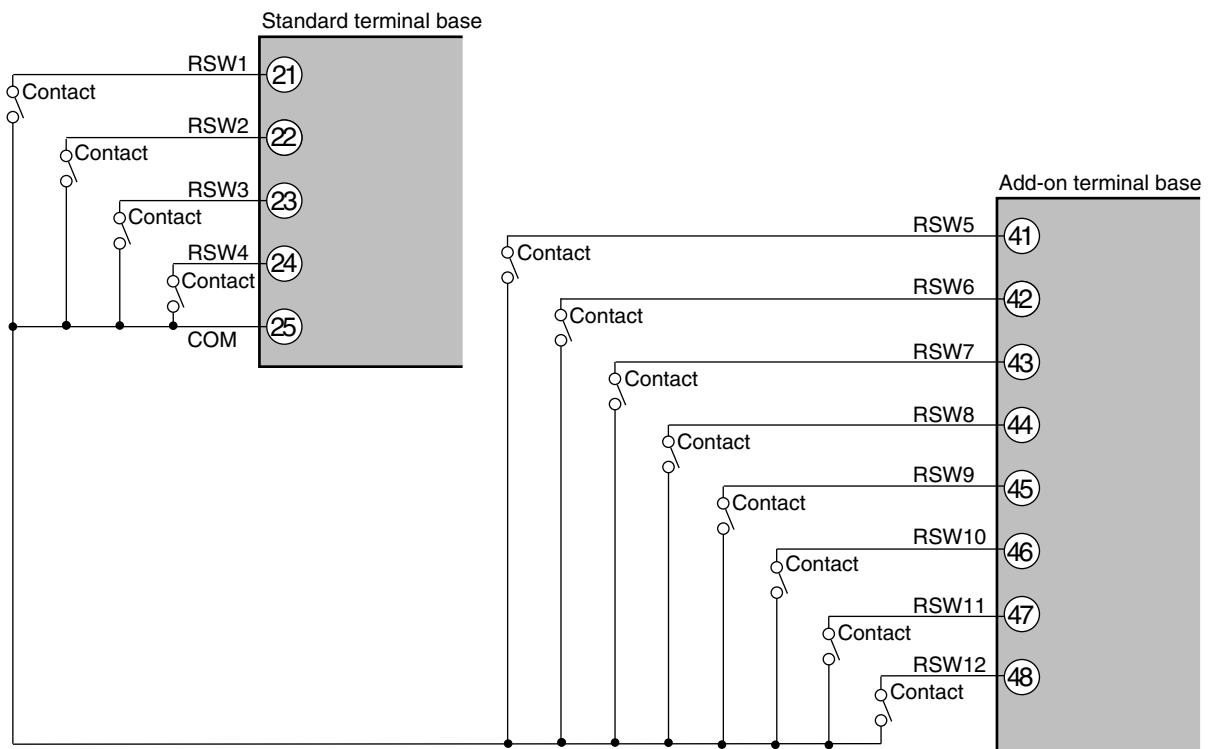 Standard terminal base
RSW1
21
Contact
RSW2
22
Contact
RSW3
23
Contact
RSW4
24
Contact
COM
25
Add-on terminal base
RSW5
41
Contact
RSW6
42
Contact
RSW7
43
Contact
RSW8
44
Contact
RSW9
45
Contact
RSW10
46
Contact
RSW11
47
Contact
RSW12
48
Contact